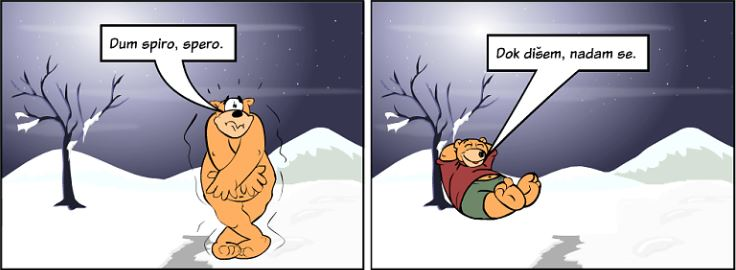 Dum spiro, spero.
Dok dišem, nadam se.